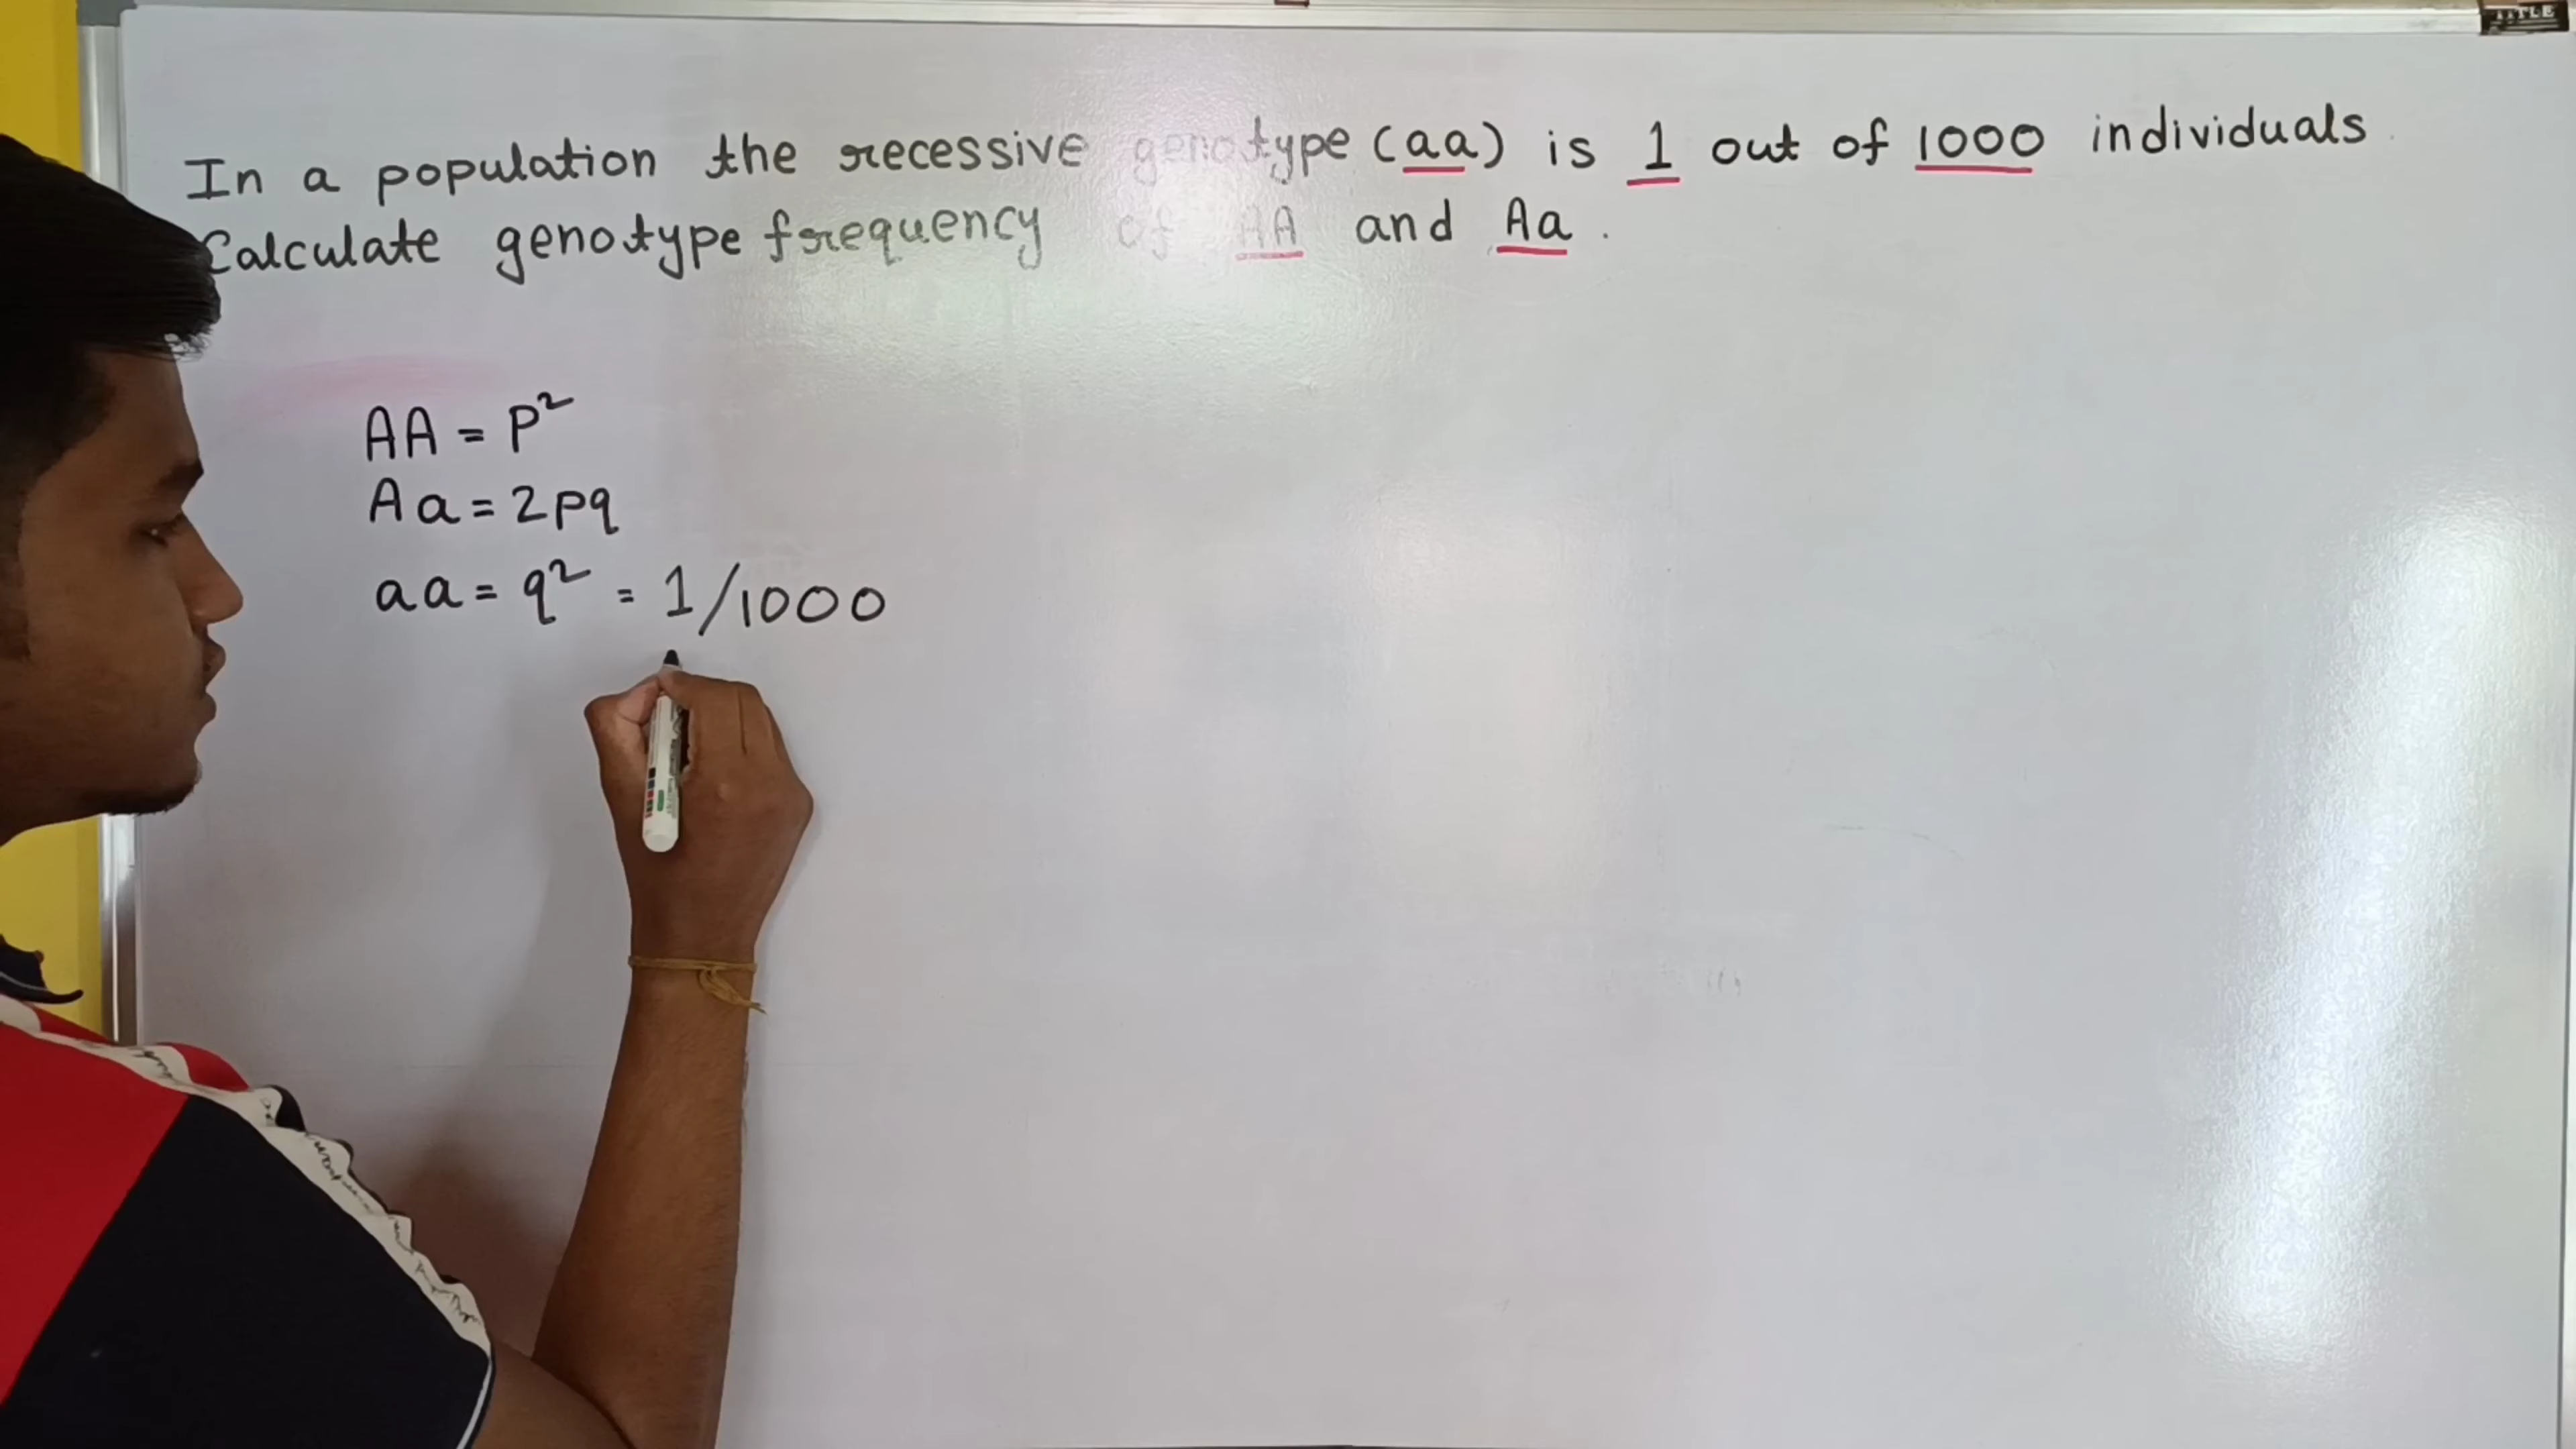 In a population the recessive genotype (aa) is 1 out of 1000 individuals.
Calculate genotype frequency of AA and Aa.
AA = p²
Aa = 2pq
aa = q² = 1/1000